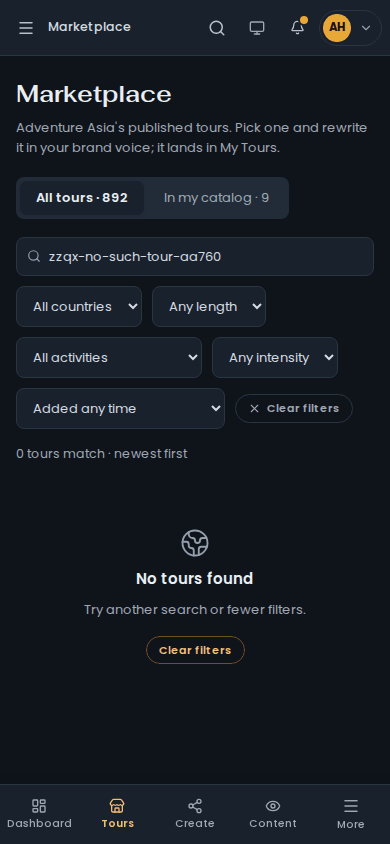 Marketplace
AH
Marketplace
Adventure Asia's published tours. Pick one and rewrite
it in your brand voice; it lands in My Tours.
All tours · 892
In my catalog · 9
zzqx-no-such-tour-aa760
All countries
Any length
All activities
Any intensity
Added any time
Clear filters
0 tours match · newest first
No tours found
Try another search or fewer filters.
Clear filters
Dashboard
Tours
Create
Content
More